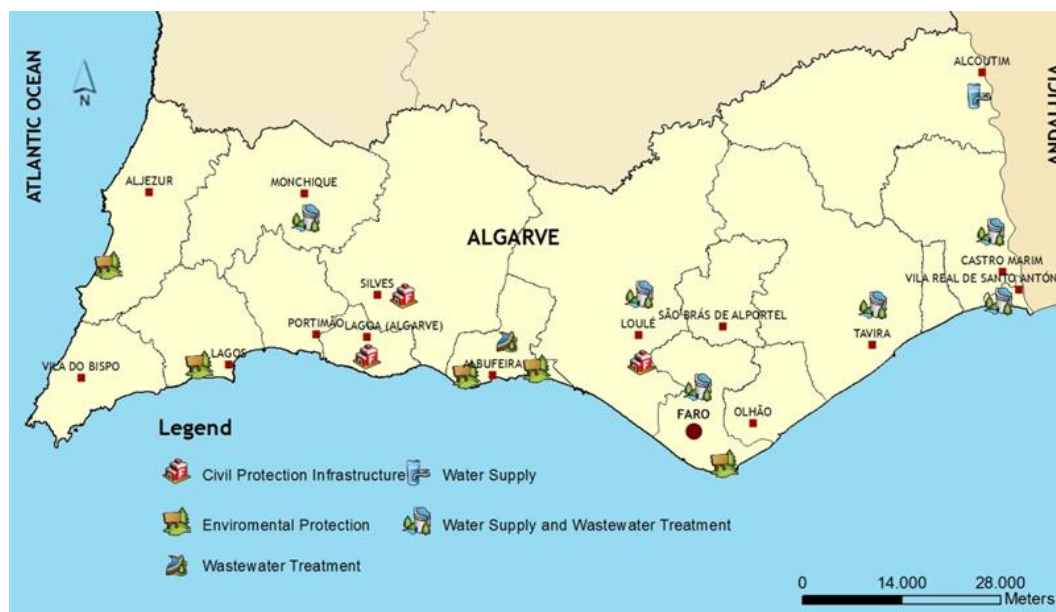 ATLANTIC OCEAN
N
ANDALUCIA
ALCOUTIM
ALJEZUR
MONCHIQUE
ALGARVE
CASTRO MARIM
VILA REAL DE SANTO ANTÓN
SILVES
PORTIMÃO
LAGOA (ALGARVE)
LOULÉ
SÃO BRÁS DE ALPORTEL
TAVIRA
VILA DO BISPO
LAGOS
ALBUFEIRA
FARO
OLHÃO
Legend
Civil Protection Infrastructure
Water Supply
Enviromental Protection
Water Supply and Wastewater Treatment
Wastewater Treatment
0 14.000 28.000
Meters